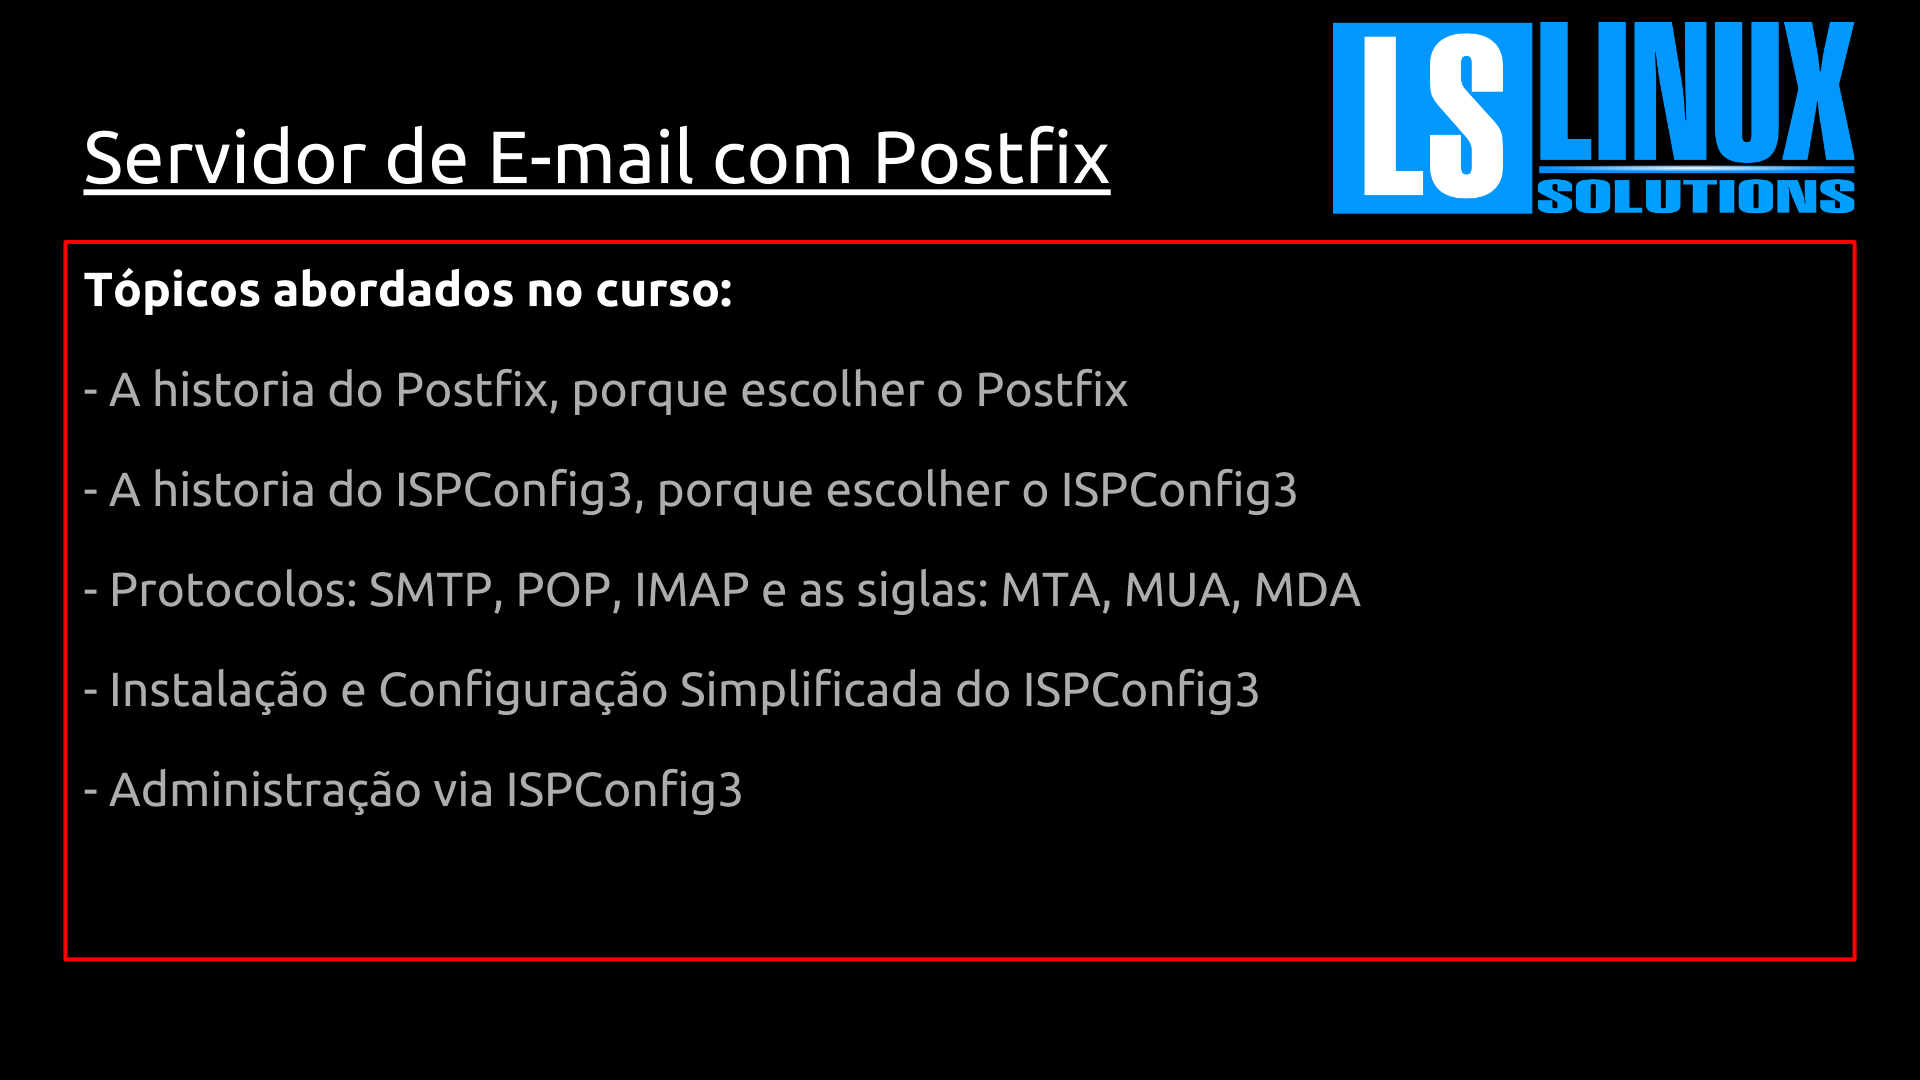 LS LINUX
SOLUTIONS
Servidor de E-mail com Postfix
Tópicos abordados no curso:
- A historia do Postfix, porque escolher o Postfix
- A historia do ISPConfig3, porque escolher o ISPConfig3
- Protocolos: SMTP, POP, IMAP e as siglas: MTA, MUA, MDA
- Instalação e Configuração Simplificada do ISPConfig3
- Administração via ISPConfig3